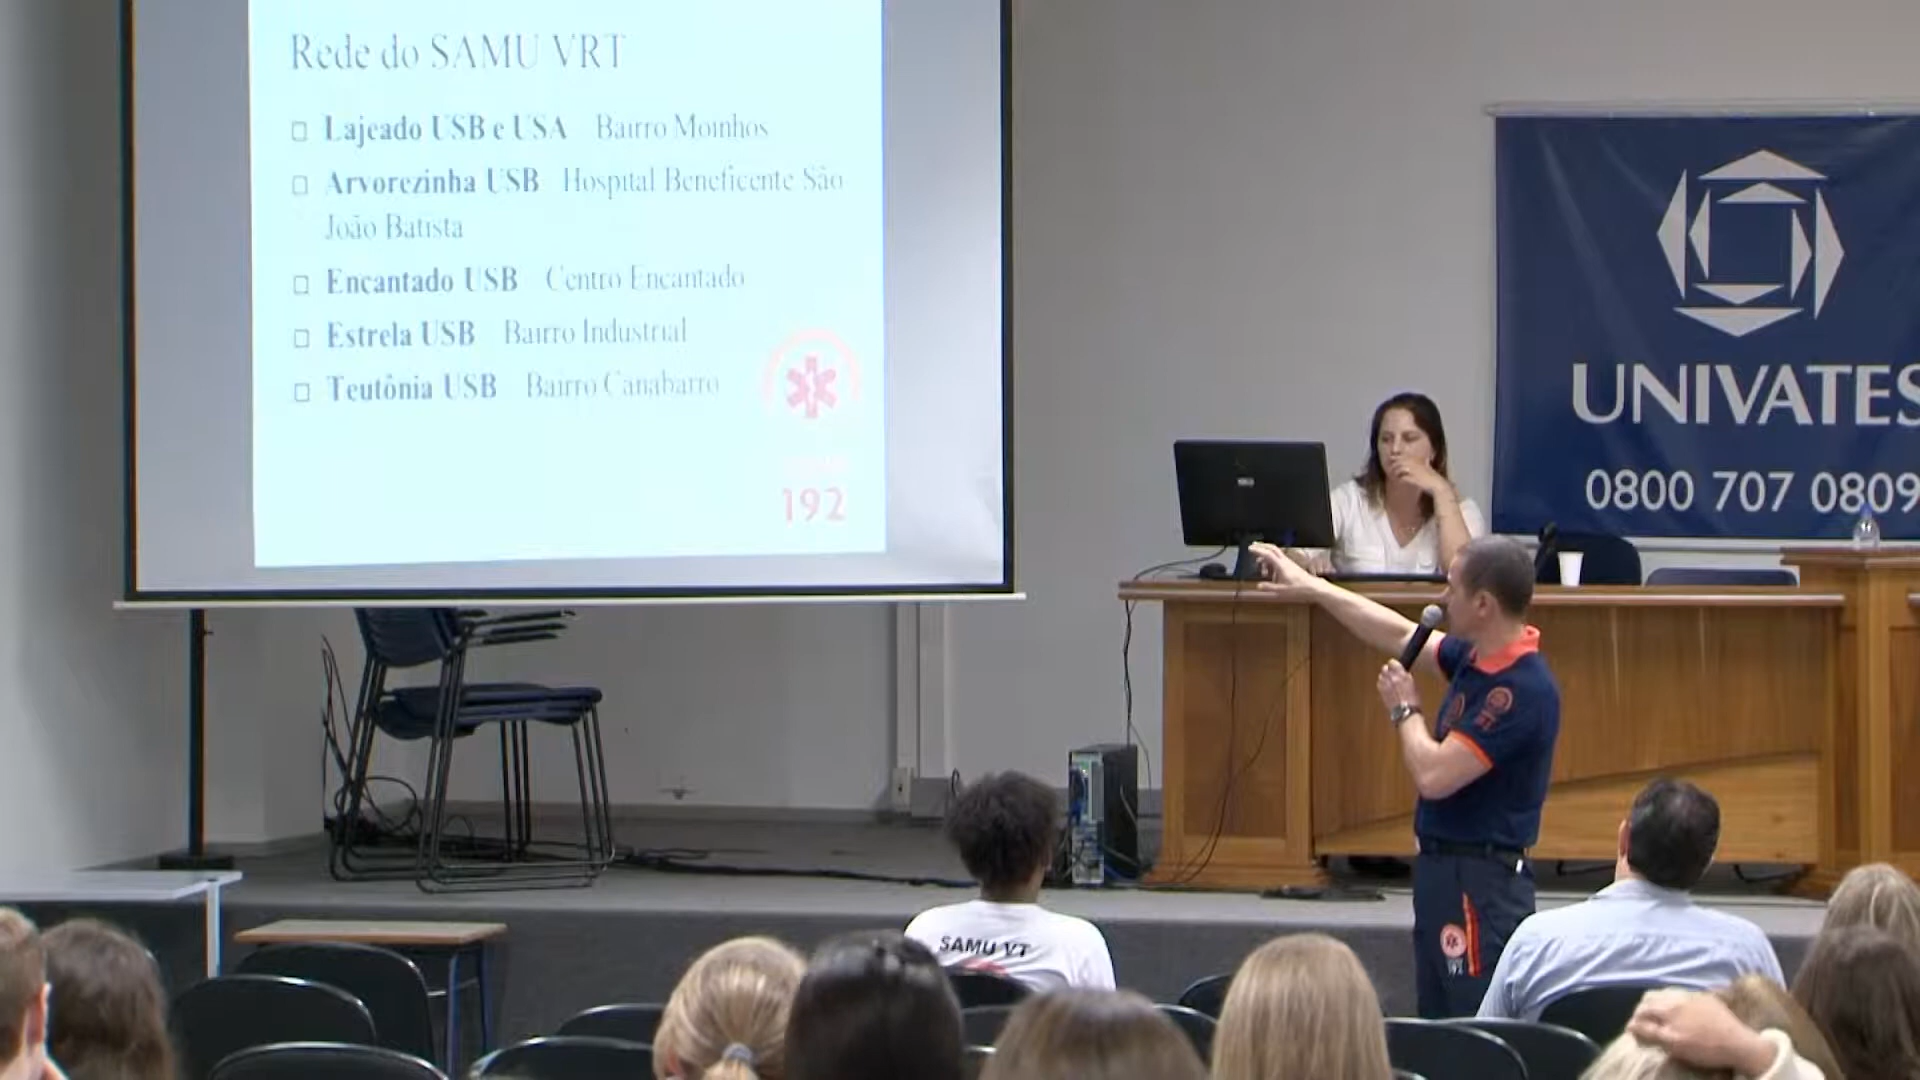 Rede do SAMU VRT
Lajeado USB e USA Bairro Moinhos
Arvorezinha USB Hospital Beneficente São
João Batista
Encantado USB Centro Encantado
Estrela USB Bairro Industrial
Teutônia USB Bairro Canabarro
192
UNIVATES
0800 707 0809
SAMU VT
192